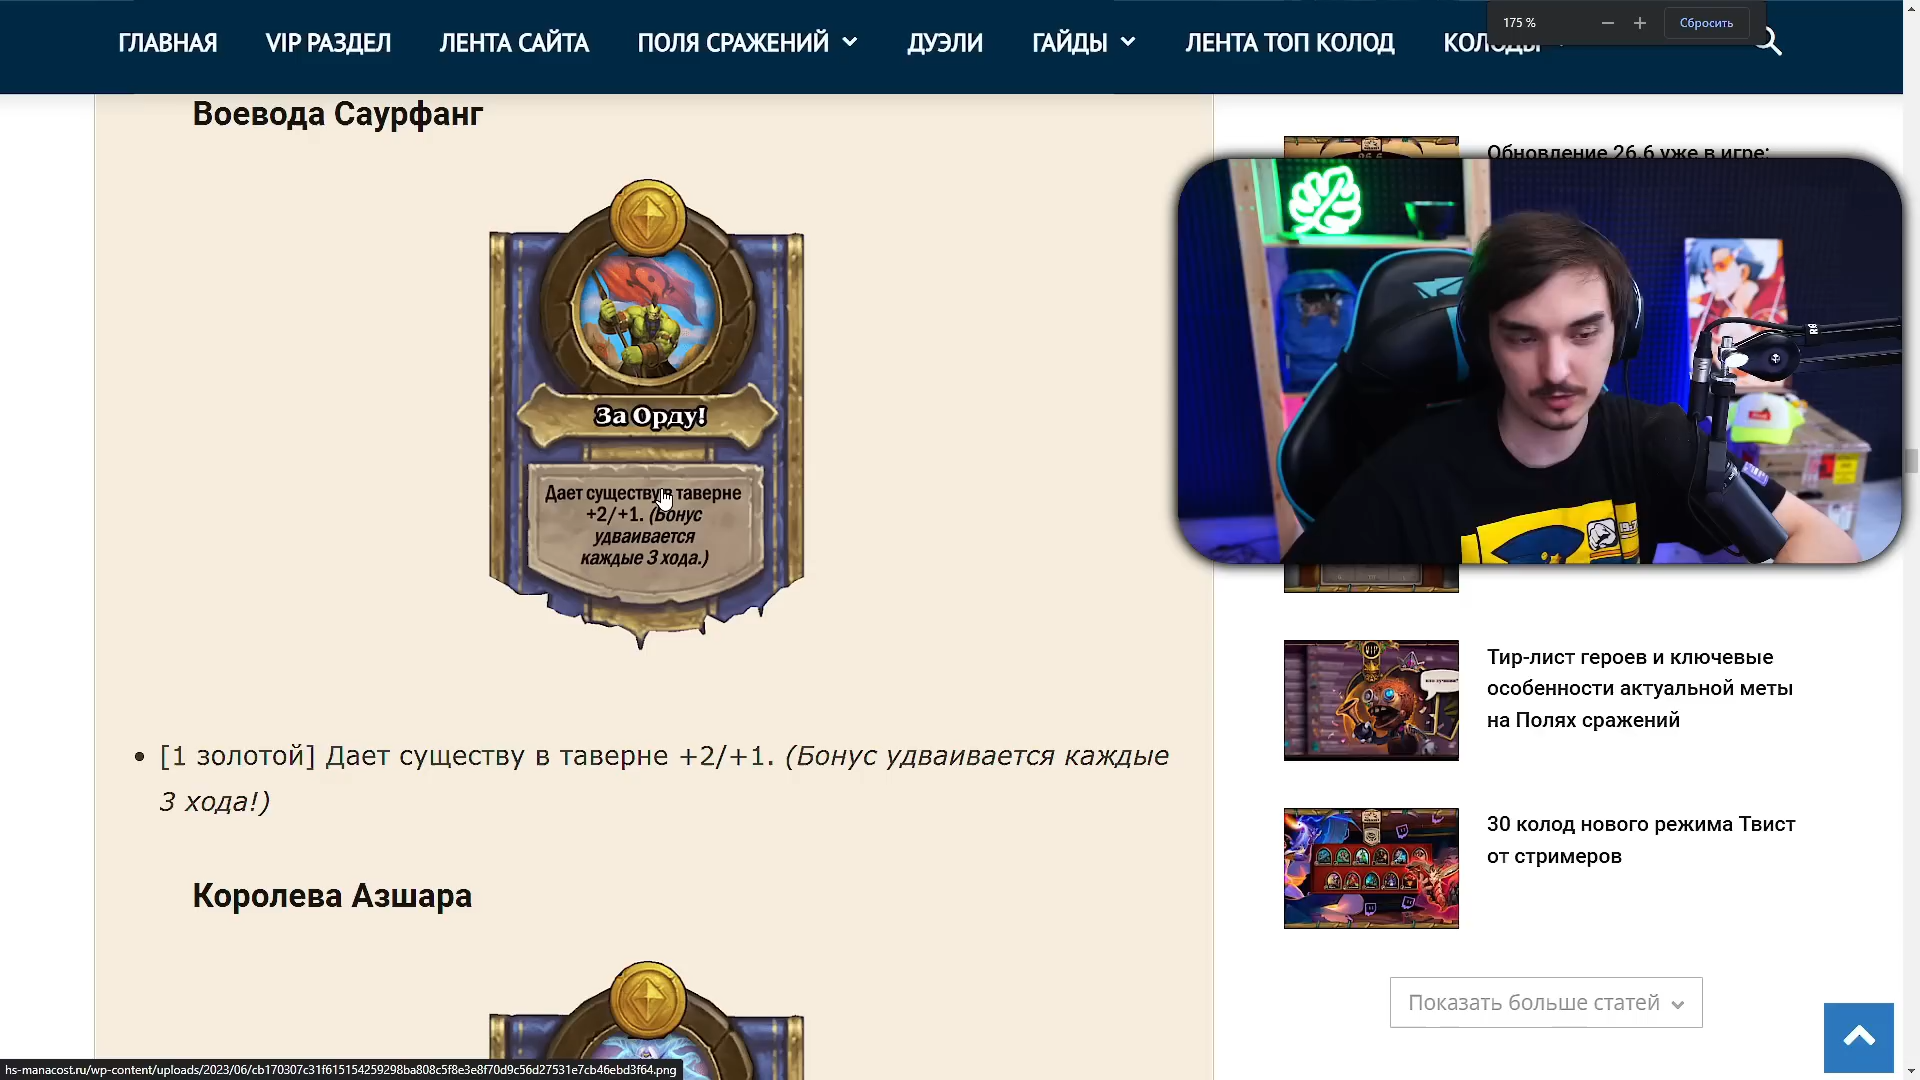 ГЛАВНАЯ VIP РАЗДЕЛ ЛЕНТА САЙТА ПОЛЯ СРАЖЕНИЙ ДУЭЛИ ГАЙДЫ ЛЕНТА ТОП КОЛОД КОЛОДЫ
175 % Сбросить
Воевода Саурфанг
За Орду!
Дает существу в таверне
+2/+1. (Бонус
удваивается
каждые 3 хода.)
• [1 золотой] Дает существу в таверне +2/+1. (Бонус удваивается каждые
3 хода!)
Королева Азшара
Обновление 26.6 уже в игре:
Тир-лист героев и ключевые
особенности актуальной меты
на Полях сражений
30 колод нового режима Твист
от стримеров
Показать больше статей
hs-manacost.ru/wp-content/uploads/2023/06/cb170307c31f615154259298ba808c5f8e3e8f70d9c56d27531e7cb46ebd3f64.png